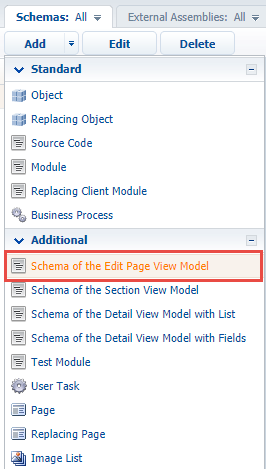 Schemas: All External Assemblies: All
Add Edit Delete
Standard
Object
Replacing Object
Source Code
Module
Replacing Client Module
Business Process
Additional
Schema of the Edit Page View Model
Schema of the Section View Model
Schema of the Detail View Model with List
Schema of the Detail View Model with Fields
Test Module
User Task
Page
Replacing Page
Image List